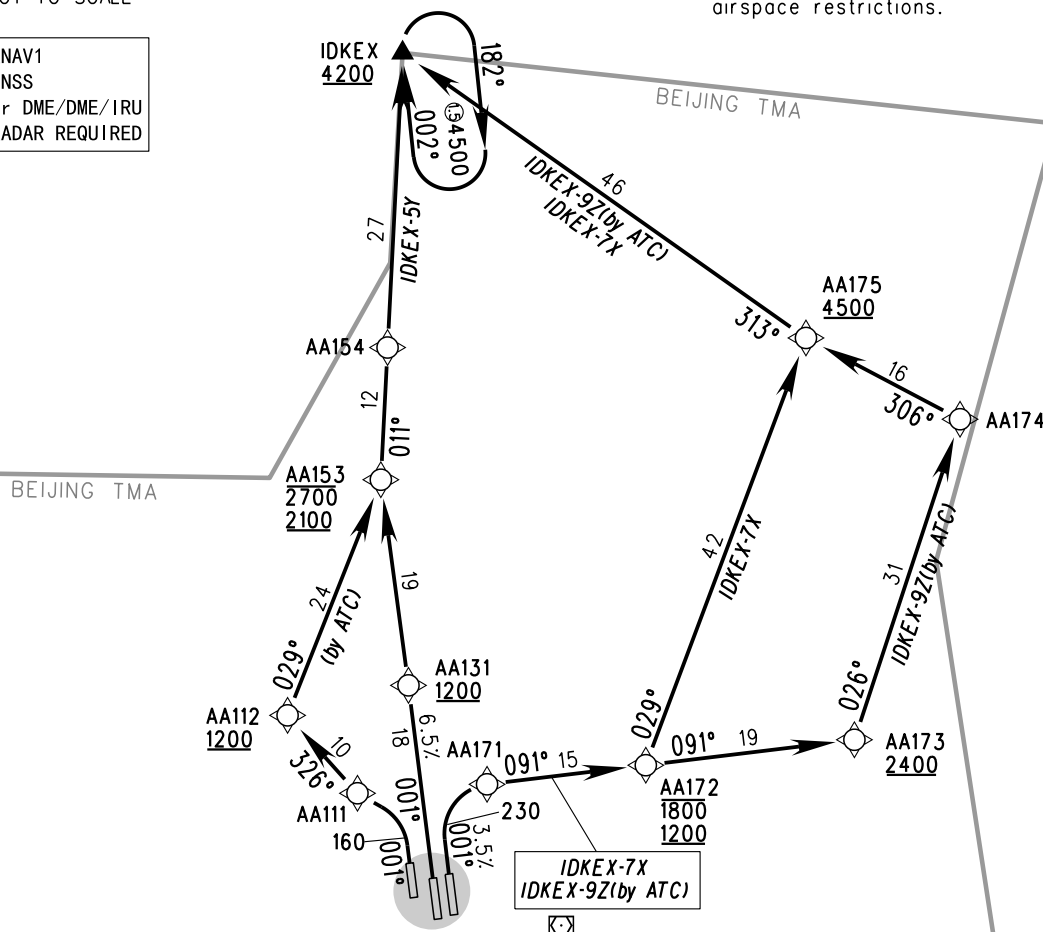 airspace restrictions.
NAV1
NSS
r DME/DME/IRU
ADAR REQUIRED
IDKEX
4200
182°
1.5 4500
002°
BEIJING TMA
46
IDKEX-9Z(by ATC)
IDKEX-7X
27
IDKEX-5Y
AA175
4500
313°
AA154
16
306°
AA174
12
011°
AA153
2700
2100
BEIJING TMA
42
IDKEX-7X
31
IDKEX-9Z(by ATC)
19
24
(by ATC)
029°
AA131
1200
029°
026°
AA112
1200
10
326°
18
6.5%
AA171
091°
15
091°
19
AA173
2400
AA172
1800
1200
AA111
001°
230
160
001°
001°
3.5%
IDKEX-7X
IDKEX-9Z(by ATC)